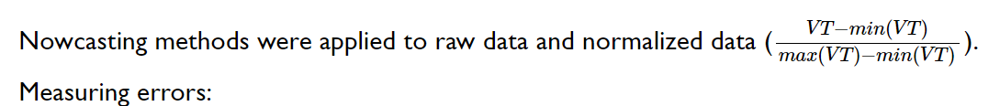 Nowcasting methods were applied to raw data and normalized data (\frac{VT-min(VT)}{max(VT)-min(VT)}).
Measuring errors: